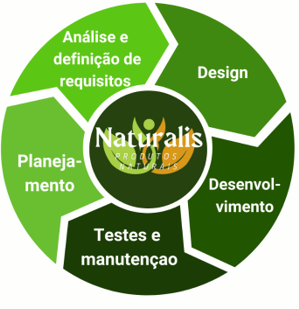 Análise e
definição de
requisitos
Design
Desenvol-
vimento
Testes e
manutençao
Planeja-
mento
Naturalis
PRODUTOS
NATURAIS